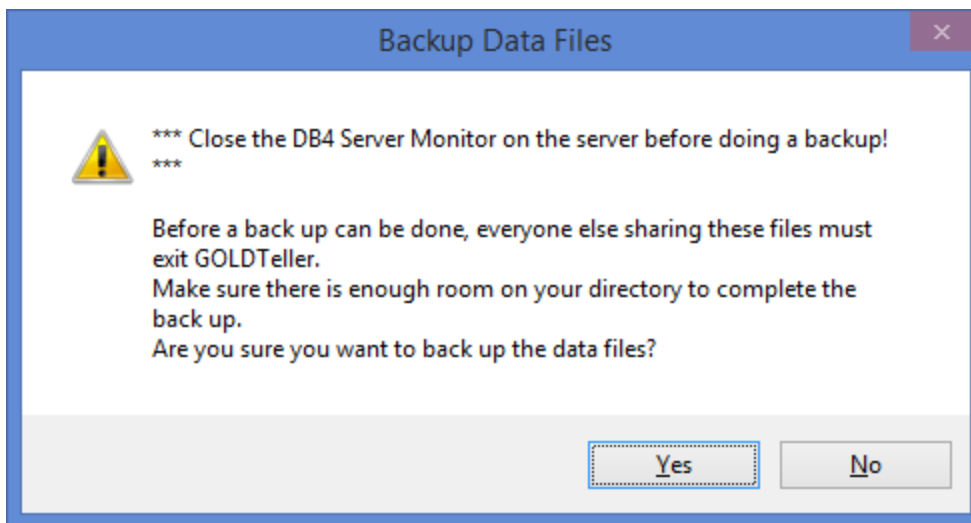 Backup Data Files
*** Close the DB4 Server Monitor on the server before doing a backup!
***
Before a back up can be done, everyone else sharing these files must
exit GOLDTeller.
Make sure there is enough room on your directory to complete the
back up.
Are you sure you want to back up the data files?
Yes
No